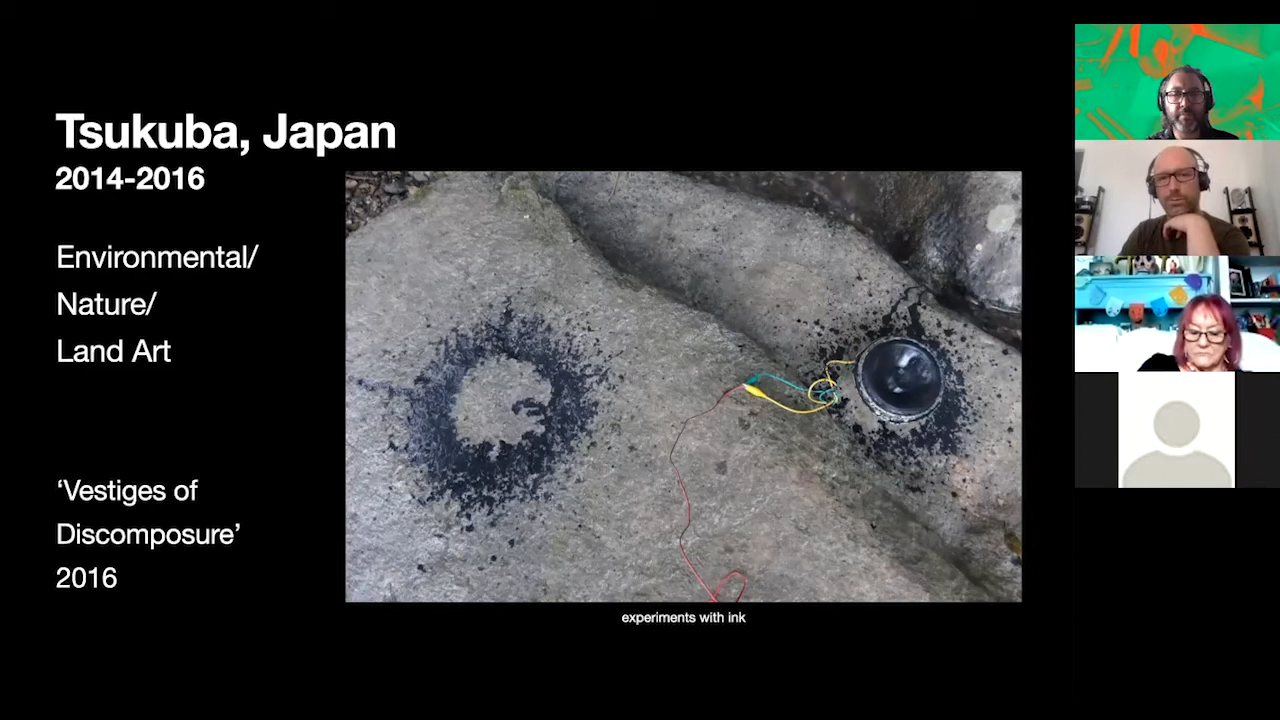 Tsukuba, Japan
2014-2016
Environmental/
Nature/
Land Art
‘Vestiges of
Discomposure’
2016
experiments with ink